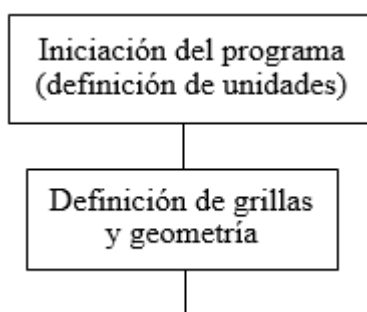 Iniciación del programa
(definición de unidades)
Definición de grillas
y geometría